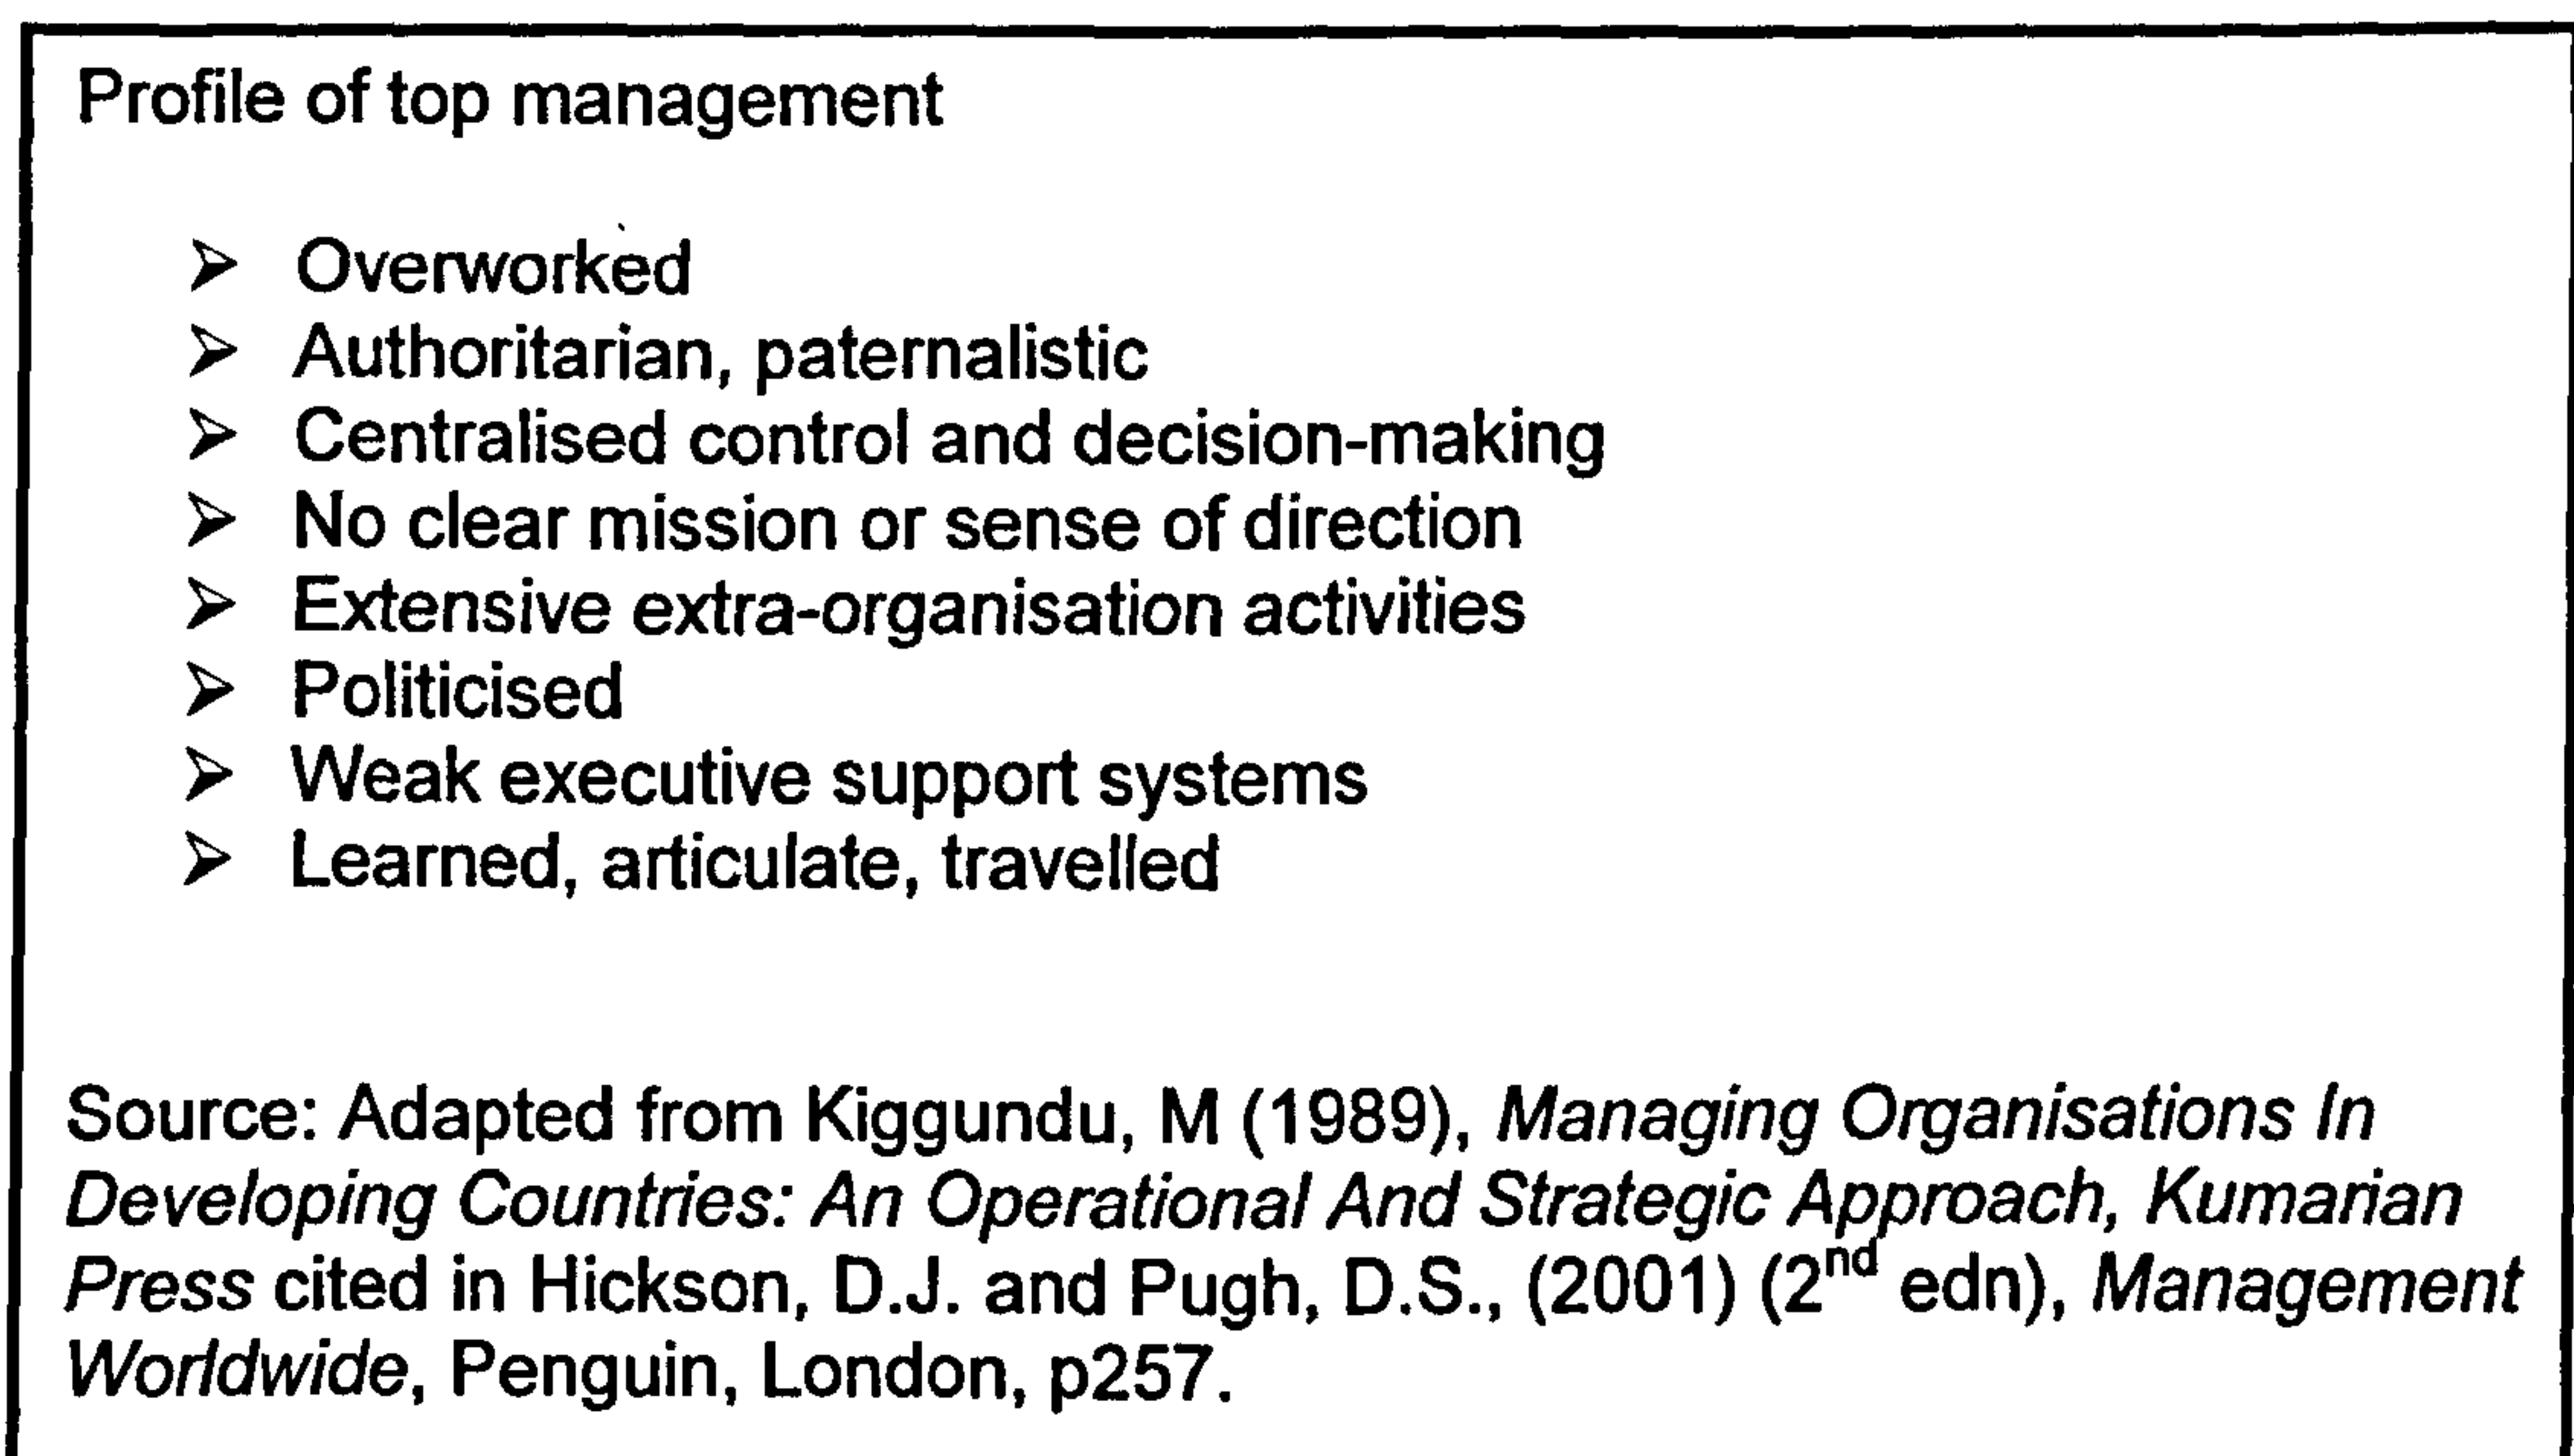 Profile of top management
➢ Overworked
➢ Authoritarian, paternalistic
➢ Centralised control and decision-making
➢ No clear mission or sense of direction
➢ Extensive extra-organisation activities
➢ Politicised
➢ Weak executive support systems
➢ Learned, articulate, travelled
Source: Adapted from Kiggundu, M (1989), Managing Organisations In
Developing Countries: An Operational And Strategic Approach, Kumarian
Press cited in Hickson, D.J. and Pugh, D.S., (2001) (2nd edn), Management
Worldwide, Penguin, London, p257.